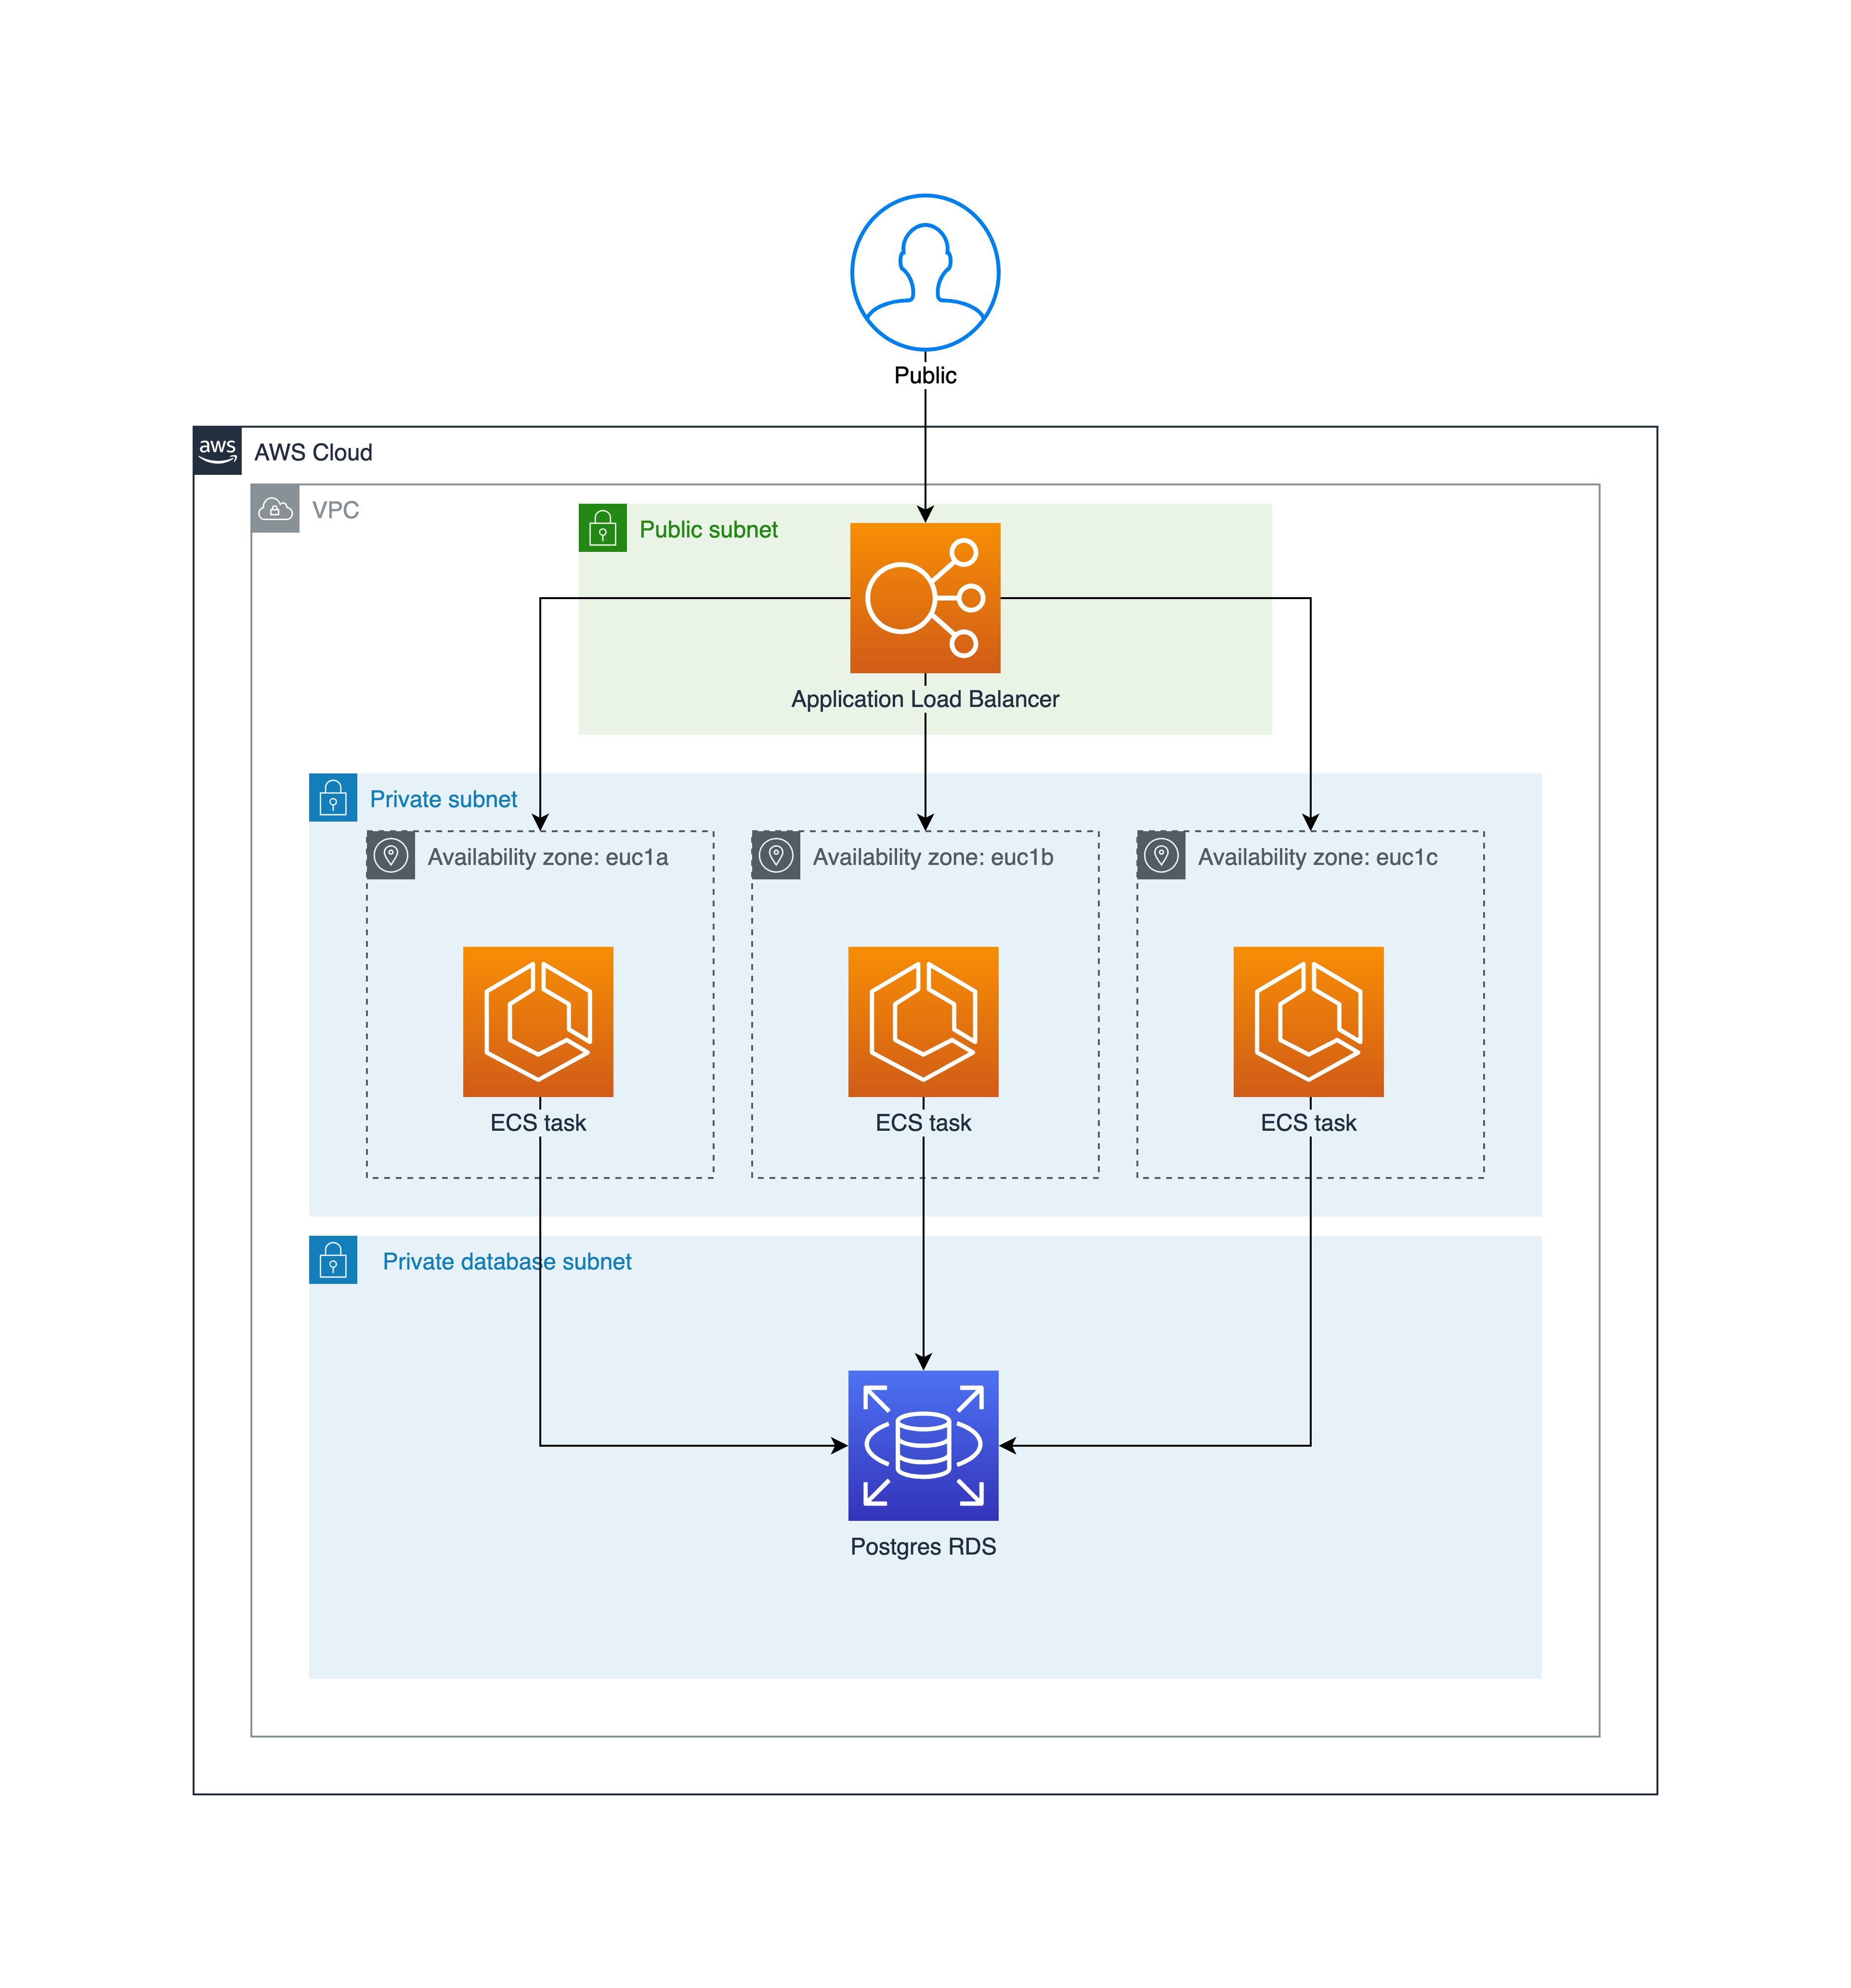 Public
aws
AWS Cloud
VPC
Public subnet
Application Load Balancer
Private subnet
Availability zone: euc1a
Availability zone: euc1b
Availability zone: euc1c
ECS task
ECS task
ECS task
Private database subnet
Postgres RDS